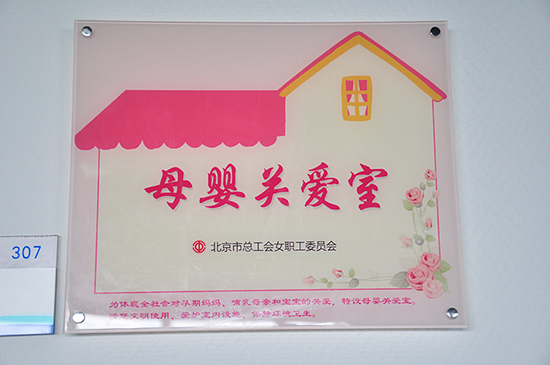 母婴关爱室
北京市总工会女职工委员会
307
为体现全社会对孕期妈妈、哺乳母亲和宝宝的关爱，特设母婴关爱室。
请您文明使用、爱护室内设施、保持环境卫生。